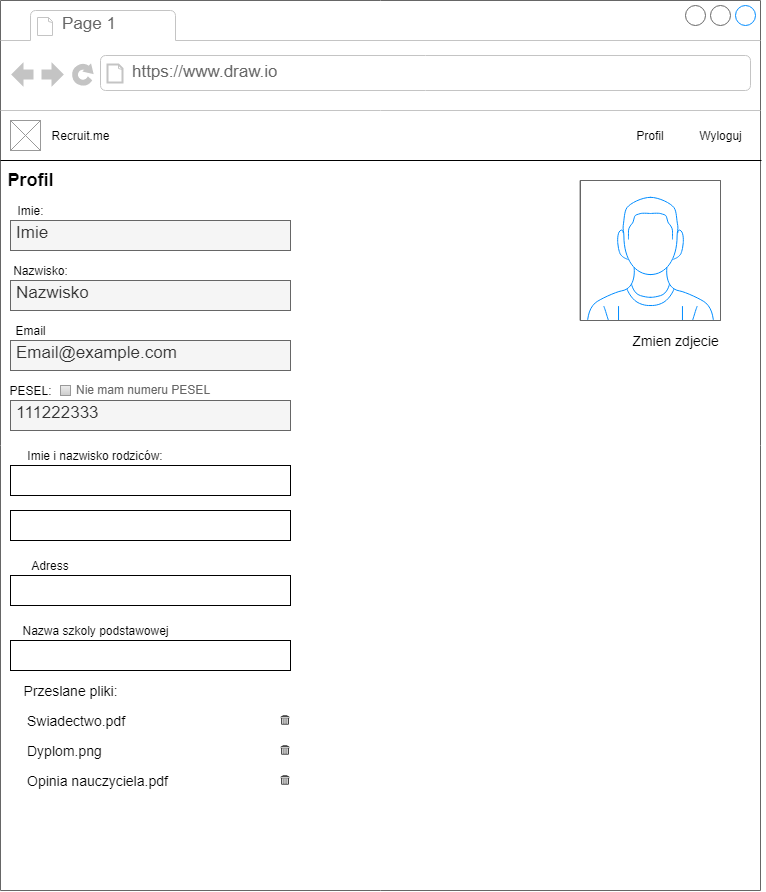 Page 1
https://www.draw.io
Recruit.me
Profil
Wyloguj
Profil
Imie:
Imie
Nazwisko:
Nazwisko
Email
Email@example.com
PESEL:
Nie mam numeru PESEL
111222333
Zmien zdjecie
Imie i nazwisko rodziców:
Adress
Nazwa szkoly podstawowej
Przeslane pliki:
Swiadectwo.pdf
Dyplom.png
Opinia nauczyciela.pdf